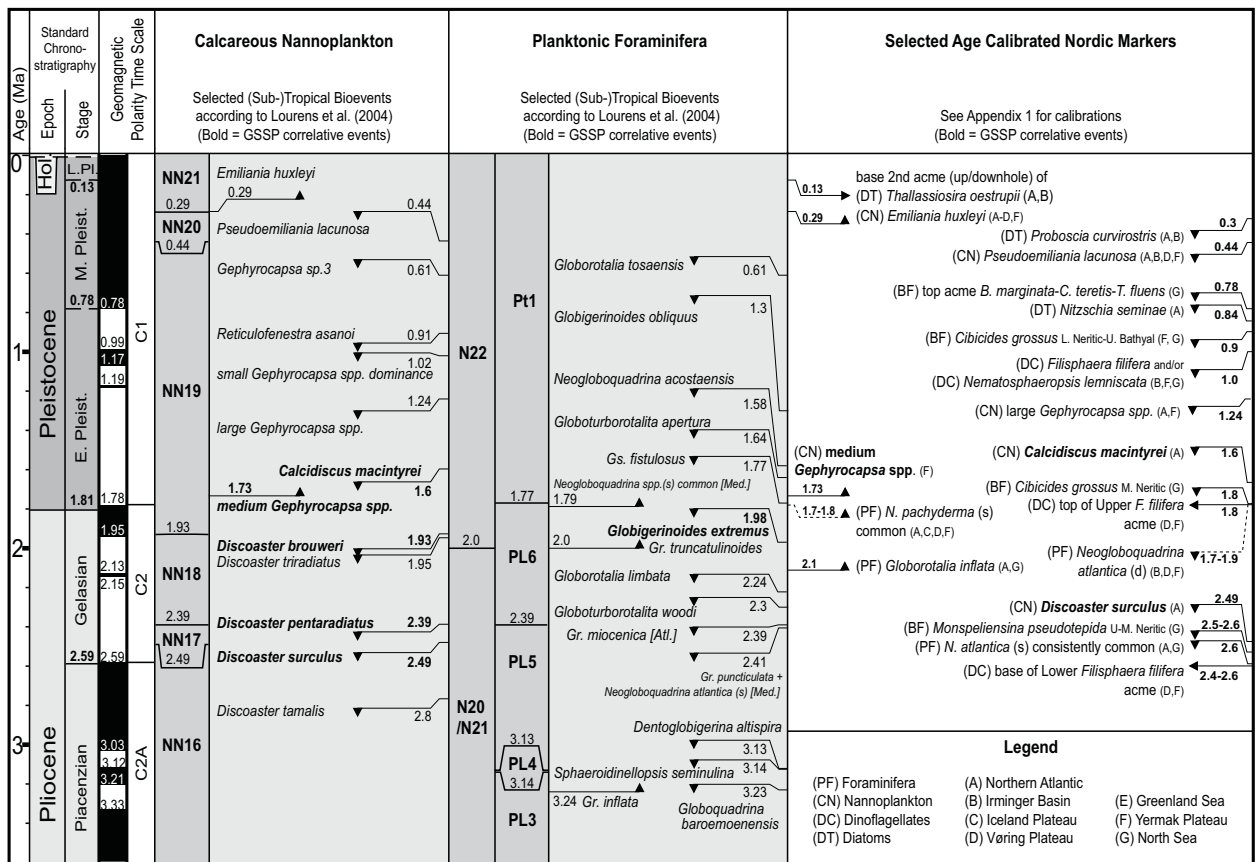 Age (Ma)
Standard
Chrono-
stratigraphy
Epoch
Stage
Geomagnetic
Polarity Time Scale
Calcareous Nannoplankton
Selected (Sub-)Tropical Bioevents
according to Lourens et al. (2004)
(Bold = GSSP correlative events)
Planktonic Foraminifera
Selected (Sub-)Tropical Bioevents
according to Lourens et al. (2004)
(Bold = GSSP correlative events)
Selected Age Calibrated Nordic Markers
See Appendix 1 for calibrations
(Bold = GSSP correlative events)
0
1
2
3
Hol.
Pleistocene
Pliocene
L.Pl.
0.13
M. Pleist.
0.78
E. Pleist.
1.81
Gelasian
2.59
Piacenzian
0.78
0.99
1.17
1.19
1.78
1.95
2.13
2.15
2.59
3.03
3.12
3.21
3.33
C1
C2
C2A
NN21
0.29
NN20
0.44
NN19
1.93
NN18
2.39
NN17
2.49
NN16
Emiliania huxleyi
0.29
0.44
Pseudoemiliania lacunosa
Gephyrocapsa sp.3
0.61
Reticulofenestra asanoi
0.91
1.02
small Gephyrocapsa spp. dominance
1.24
large Gephyrocapsa spp.
Calcidiscus macintyrei
1.73
1.6
medium Gephyrocapsa spp.
Discoaster brouweri
1.93
Discoaster triradiatus
1.95
Discoaster pentaradiatus
2.39
Discoaster surculus
2.49
Discoaster tamalis
2.8
N22
2.0
N20
/N21
Pt1
1.77
PL6
2.39
PL5
3.13
PL4
3.14
PL3
Globorotalia tosaensis
0.61
1.3
Globigerinoides obliquus
Neogloboquadrina acostaensis
1.58
Globoturborotalita apertura
1.64
Gs. fistulosus
1.77
Neogloboquadrina spp.(s) common [Med.]
1.79
1.98
Globigerinoides extremus
2.0
Gr. truncatulinoides
Globorotalia limbata
2.24
Globoturborotalita woodi
2.3
Gr. miocenica [Atl.]
2.39
2.41
Gr. puncticulata +
Neogloboquadrina atlantica (s) [Med.]
Dentoglobigerina altispira
3.13
Sphaeroidinellopsis seminulina
3.14
3.23
3.24 Gr. inflata
Globoquadrina
baroemoenensis
base 2nd acme (up/downhole) of
0.13
(DT) Thallassiosira oestrupii (A,B)
0.29
(CN) Emiliania huxleyi (A-D,F)
0.3
(DT) Proboscia curvirostris (A,B)
0.44
(CN) Pseudoemiliania lacunosa (A,B,D,F)
0.78
(BF) top acme B. marginata-C. teretis-T. fluens (G)
(DT) Nitzschia seminae (A)
0.84
(BF) Cibicides grossus L. Neritic-U. Bathyal (F, G)
0.9
(DC) Filisphaera filifera and/or
(DC) Nematosphaeropsis lemniscata (B,F,G)
1.0
(CN) large Gephyrocapsa spp. (A,F)
1.24
(CN) medium
Gephyrocapsa spp. (F)
1.73
(CN) Calcidiscus macintyrei (A)
1.6
(BF) Cibicides grossus M. Neritic (G)
1.8
1.7-1.8
(PF) N. pachyderma (s)
common (A,C,D,F)
(DC) top of Upper F. filifera
acme (D,F)
1.8
2.1
(PF) Globorotalia inflata (A,G)
(PF) Neogloboquadrina
atlantica (d) (B,D,F)
1.7-1.9
2.49
(CN) Discoaster surculus (A)
2.5-2.6
(BF) Monspeliensina pseudotepida U-M. Neritic (G)
(PF) N. atlantica (s) consistently common (A,G)
2.6
(DC) base of Lower Filisphaera filifera
acme (D,F)
2.4-2.6
Legend
(PF) Foraminifera
(CN) Nannoplankton
(DC) Dinoflagellates
(DT) Diatoms
(A) Northern Atlantic
(B) Irminger Basin
(C) Iceland Plateau
(D) Vøring Plateau
(E) Greenland Sea
(F) Yermak Plateau
(G) North Sea